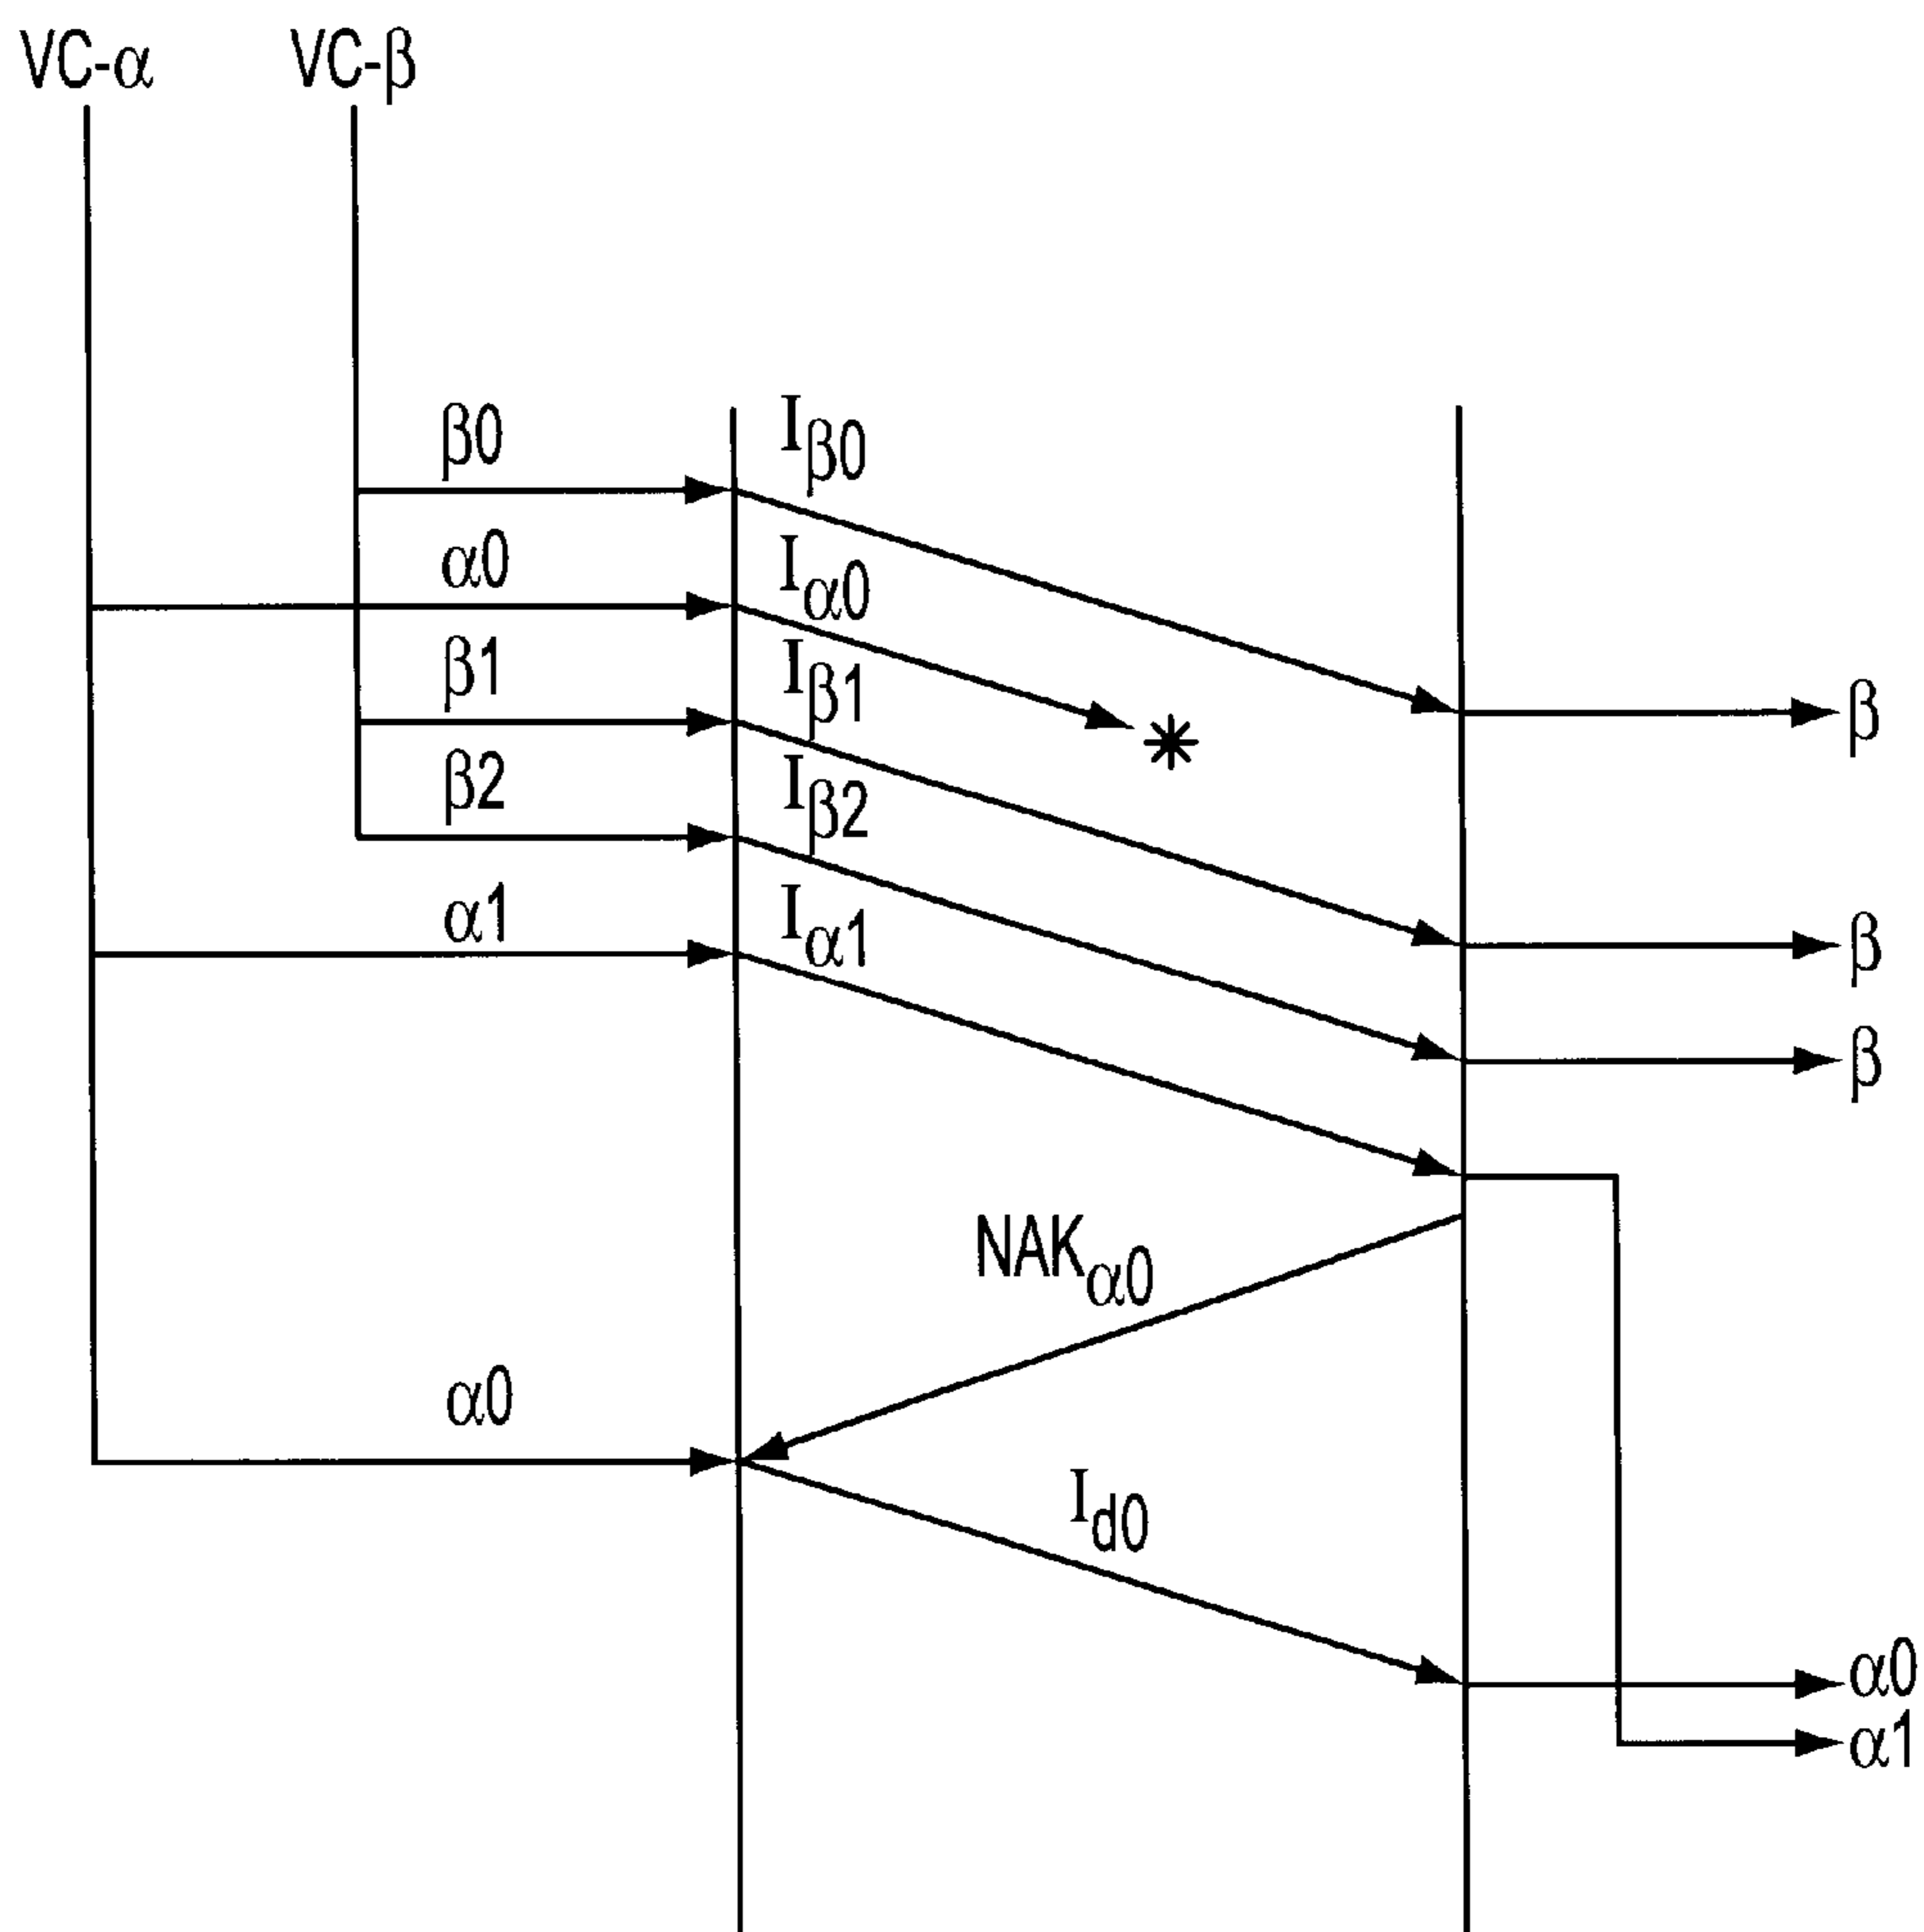 VC-α VC-β
β0 Iβ0
α0 Iα0
β1 Iβ1
β
β2 Iβ2
α1 Iα1
β
β
NAKα0
α0
Id0
α0
α1